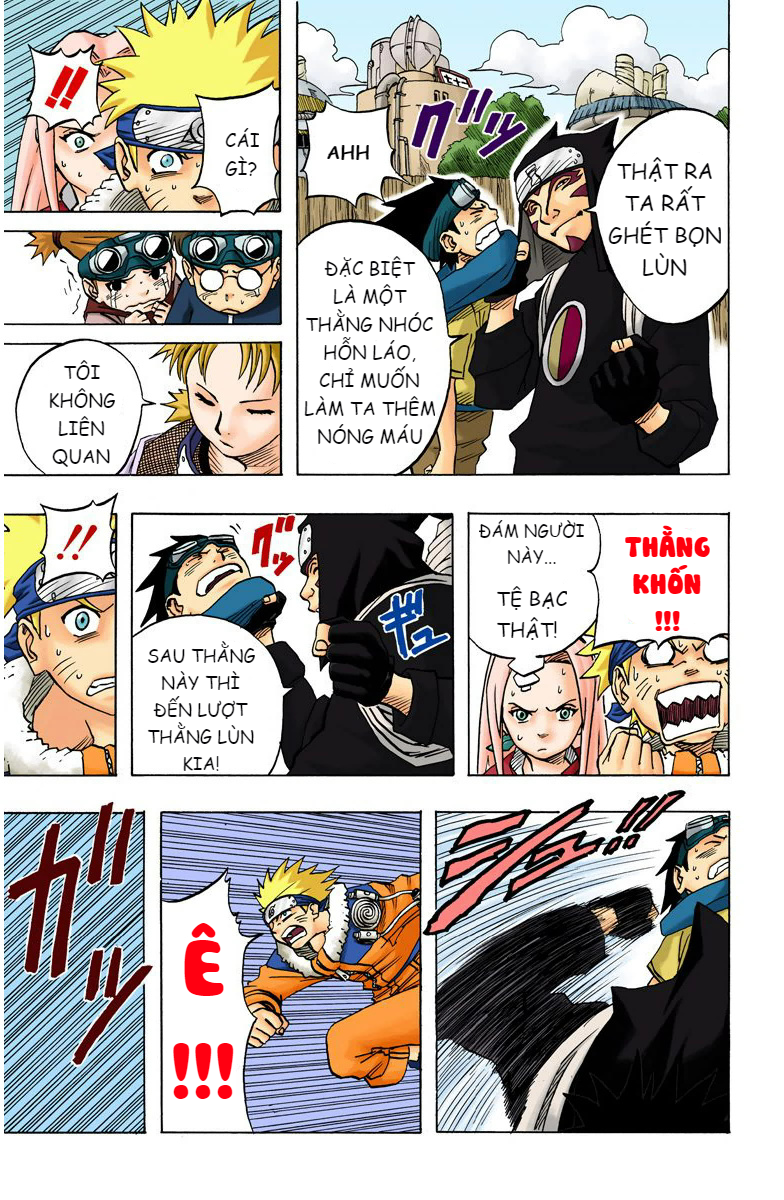 THẬT RA
TA RẤT
GHÉT BỌN
LÙN
グッ
AHH
ĐẶC BIỆT
LÀ MỘT
THẰNG NHÓC
HỖN LÁO,
CHỈ MUỐN
LÀM TA THÊM
NÓNG MÁU
!!
CÁI
GÌ?
TÔI
KHÔNG
LIÊN
QUAN
THẰNG
KHỐN
!!!
ĐÁM NGƯỜI
NÀY...
TỆ BẠC
THẬT!
グッ
ギュ
SAU THẰNG
NÀY THÌ
ĐẾN LƯỢT
THẰNG LÙN
KIA!
!!
シュ!!
Ê
!!!
ガッ